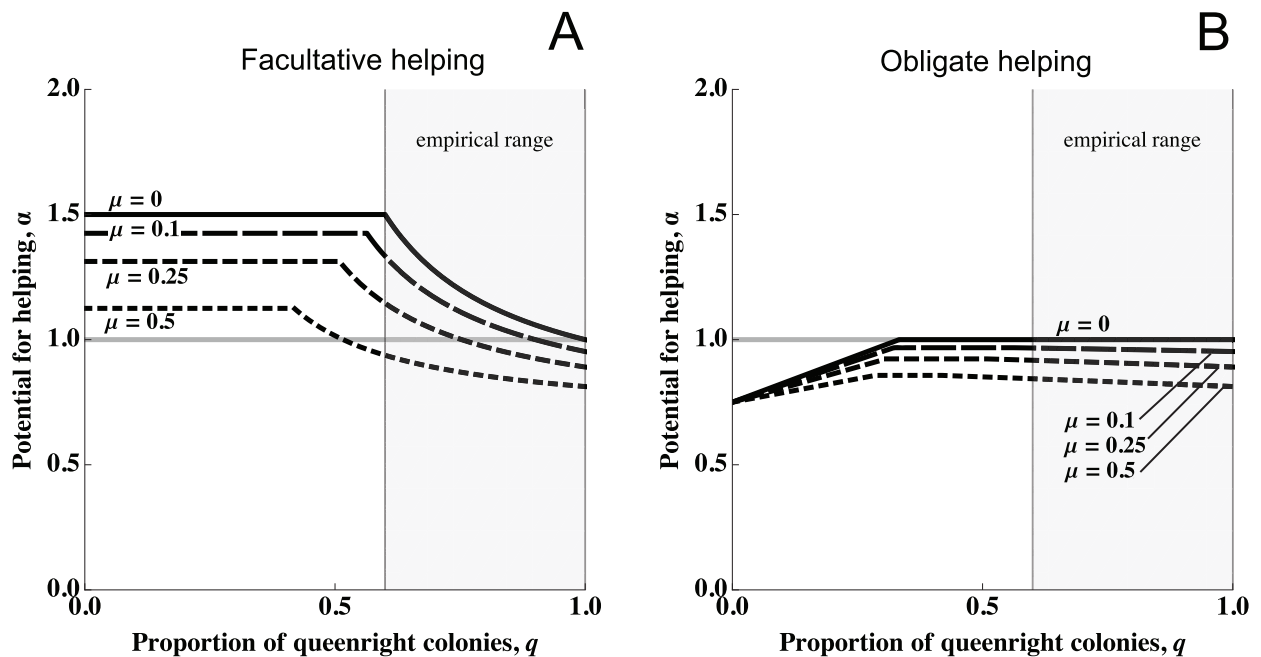 A
Facultative helping
2.0
empirical range
μ = 0
1.5
μ = 0.1
μ = 0.25
μ = 0.5
1.0
0.5
0.0
0.0
0.5
1.0
Potential for helping, α
Proportion of queenright colonies, q
B
Obligate helping
2.0
empirical range
1.5
μ = 0
1.0
μ = 0.1
μ = 0.25
μ = 0.5
0.5
0.0
0.0
0.5
1.0
Potential for helping, α
Proportion of queenright colonies, q